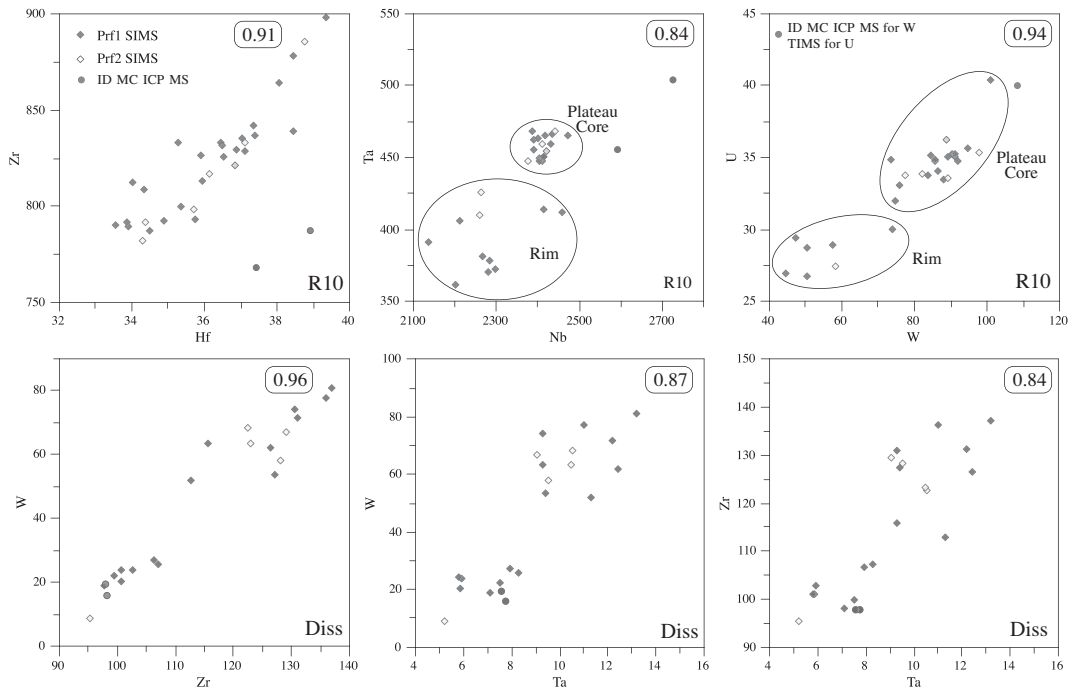 900
850
800
750
Zr
Prf1 SIMS
Prf2 SIMS
ID MC ICP MS
0.91
R10
32
34
36
38
40
Hf
550
500
450
400
350
Ta
0.84
Plateau
Core
Rim
R10
2100
2300
2500
2700
Nb
45
40
35
30
25
U
ID MC ICP MS for W
TIMS for U
0.94
Plateau
Core
Rim
R10
40
60
80
100
120
W
80
60
40
20
0
W
0.96
Diss
90
100
110
120
130
140
Zr
100
80
60
40
20
0
W
0.87
Diss
4
6
8
10
12
14
16
Ta
150
140
130
120
110
100
90
Zr
0.84
Diss
4
6
8
10
12
14
16
Ta